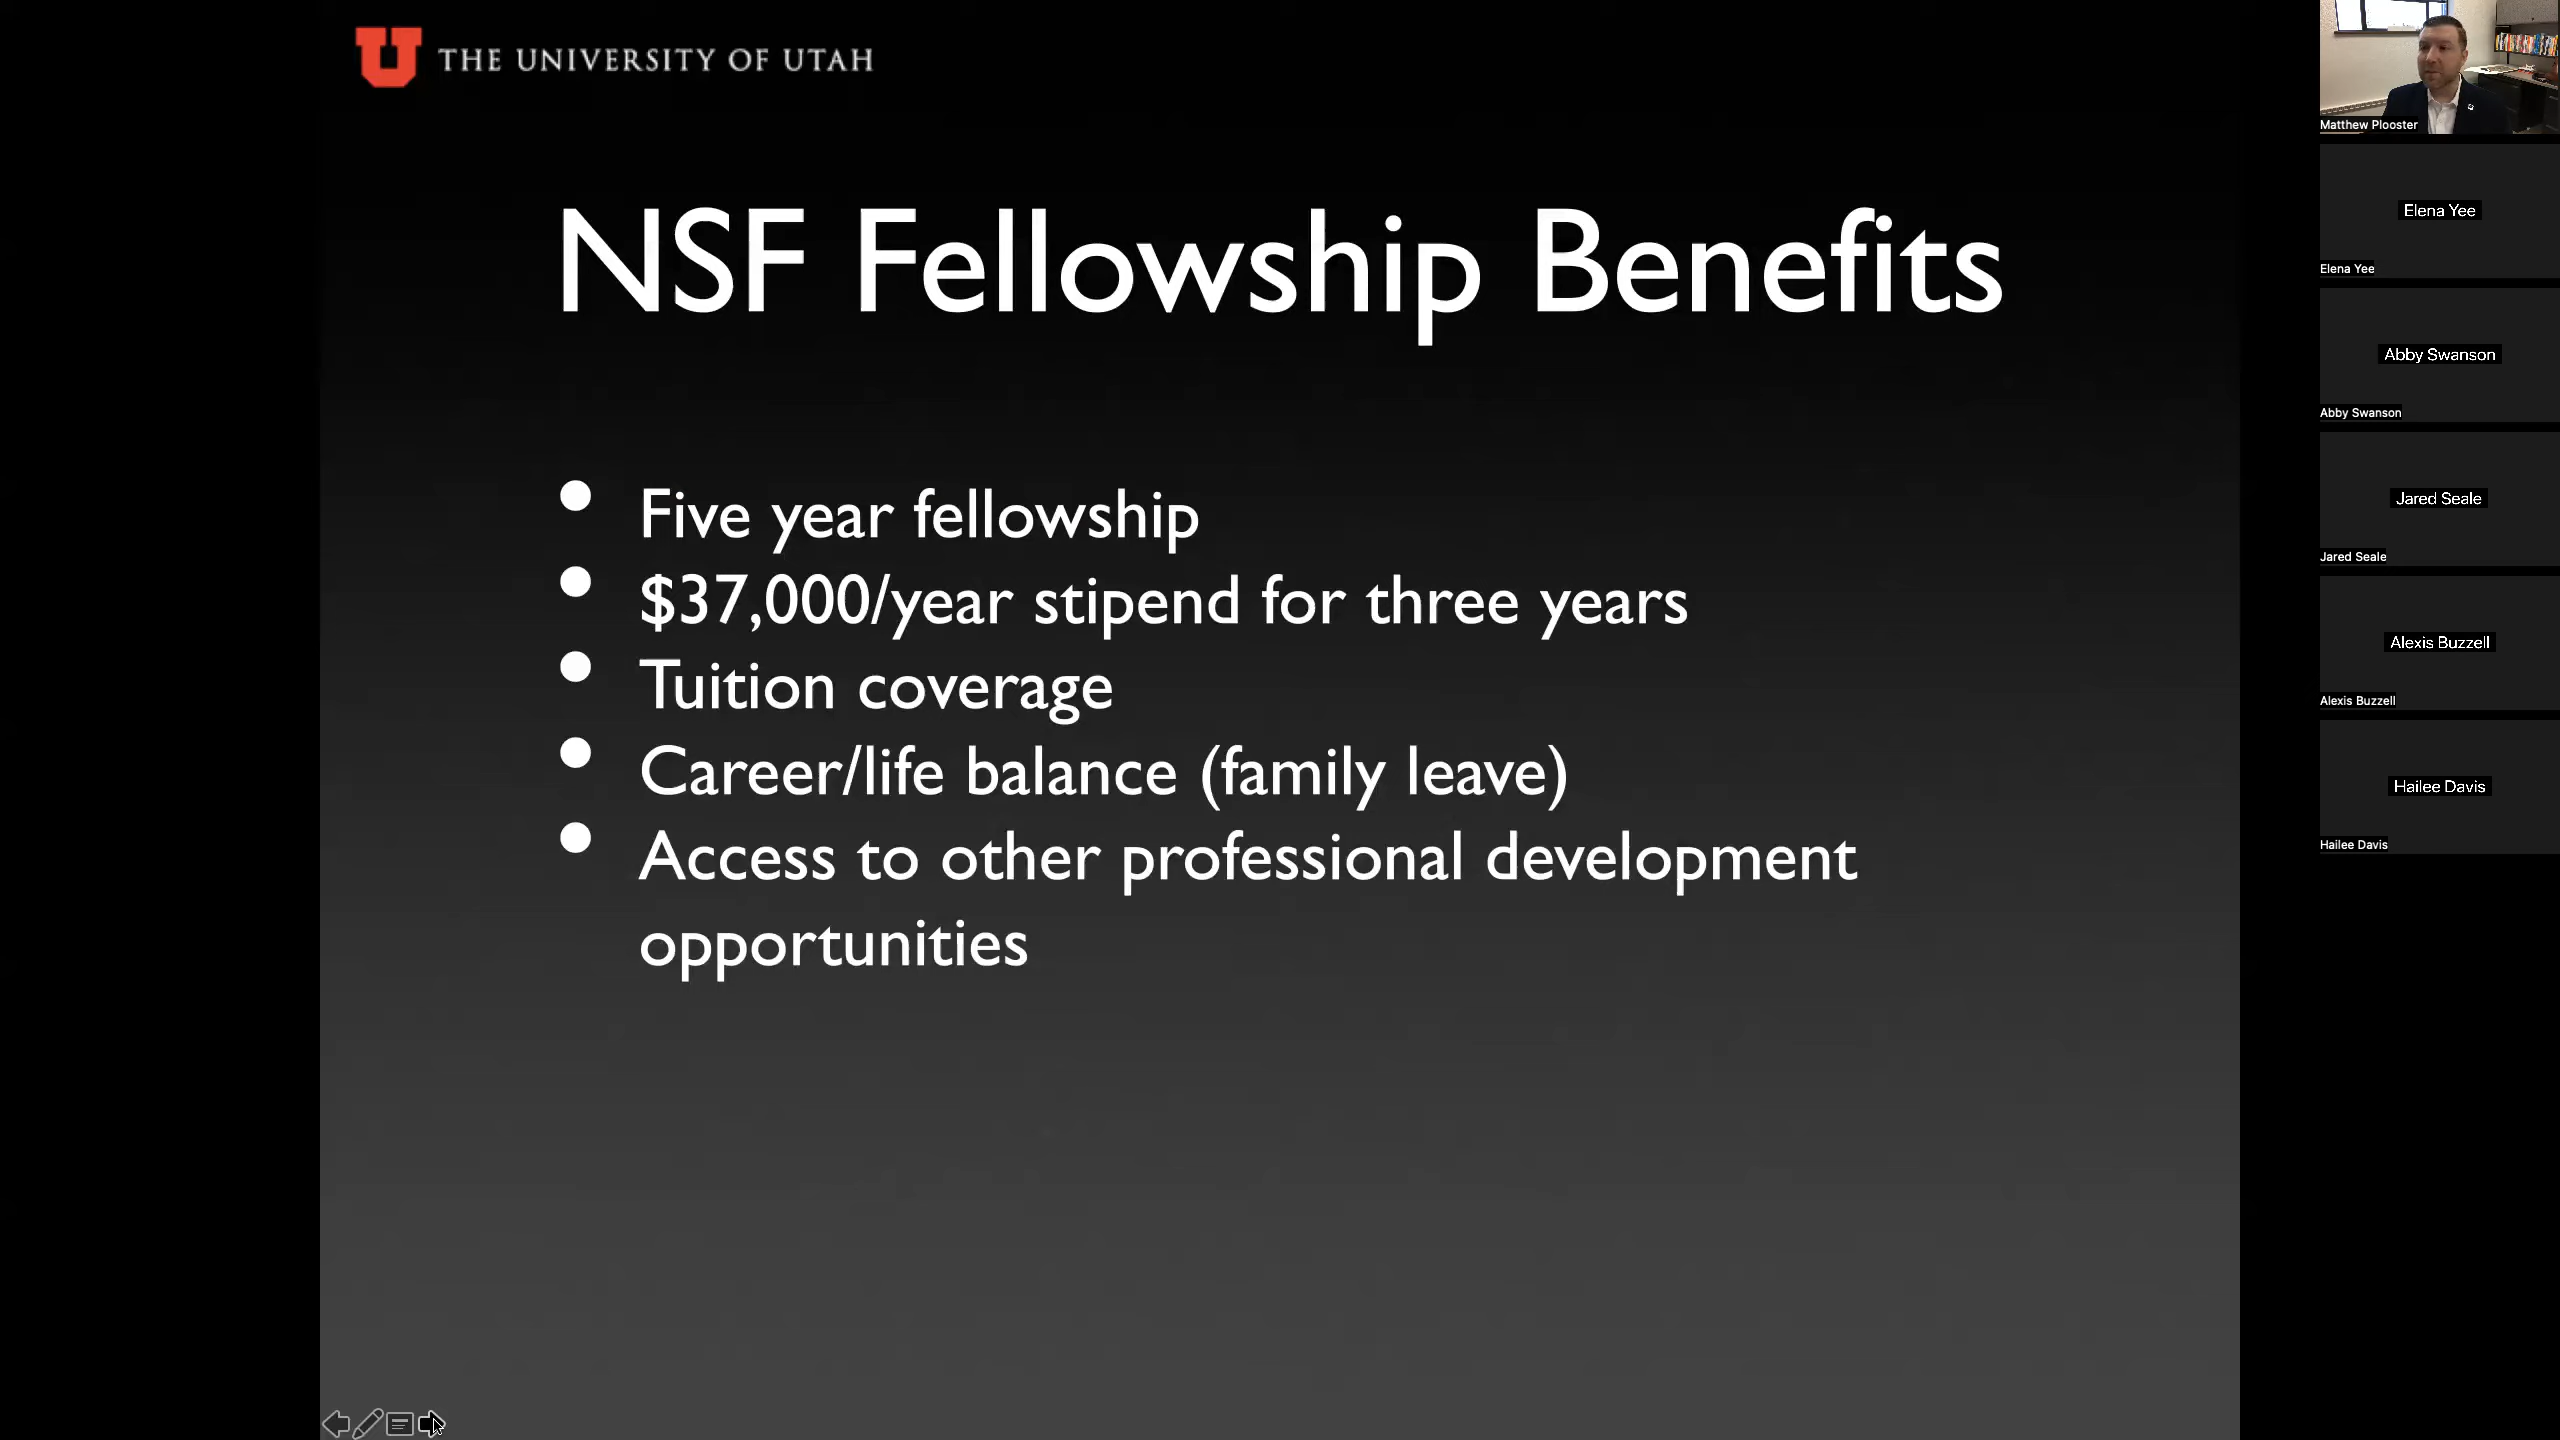 THE UNIVERSITY OF UTAH
NSF Fellowship Benefits
• Five year fellowship
• $37,000/year stipend for three years
• Tuition coverage
• Career/life balance (family leave)
• Access to other professional development
opportunities
Matthew Plooster
Elena Yee
Elena Yee
Abby Swanson
Abby Swanson
Jared Seale
Jared Seale
Alexis Buzzell
Alexis Buzzell
Hailee Davis
Hailee Davis